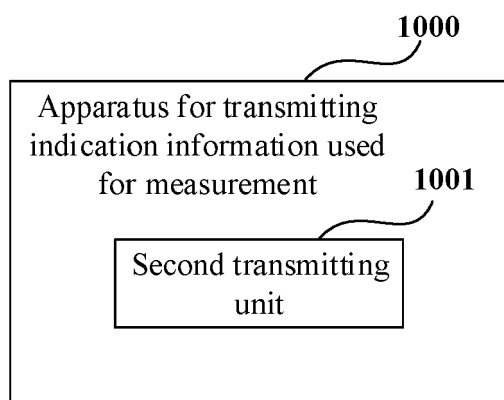 1000
Apparatus for transmitting
indication information used
for measurement
1001
Second transmitting
unit